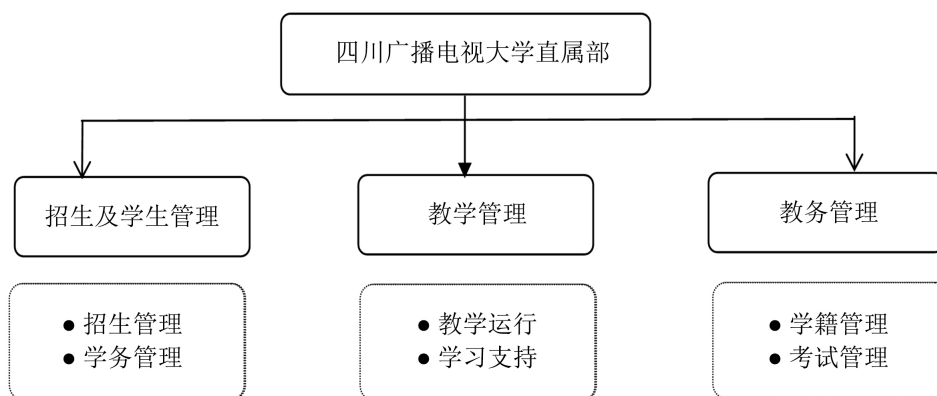 四川广播电视大学直属部
招生及学生管理
教学管理
教务管理
● 招生管理
● 学务管理
● 教学运行
● 学习支持
● 学籍管理
● 考试管理